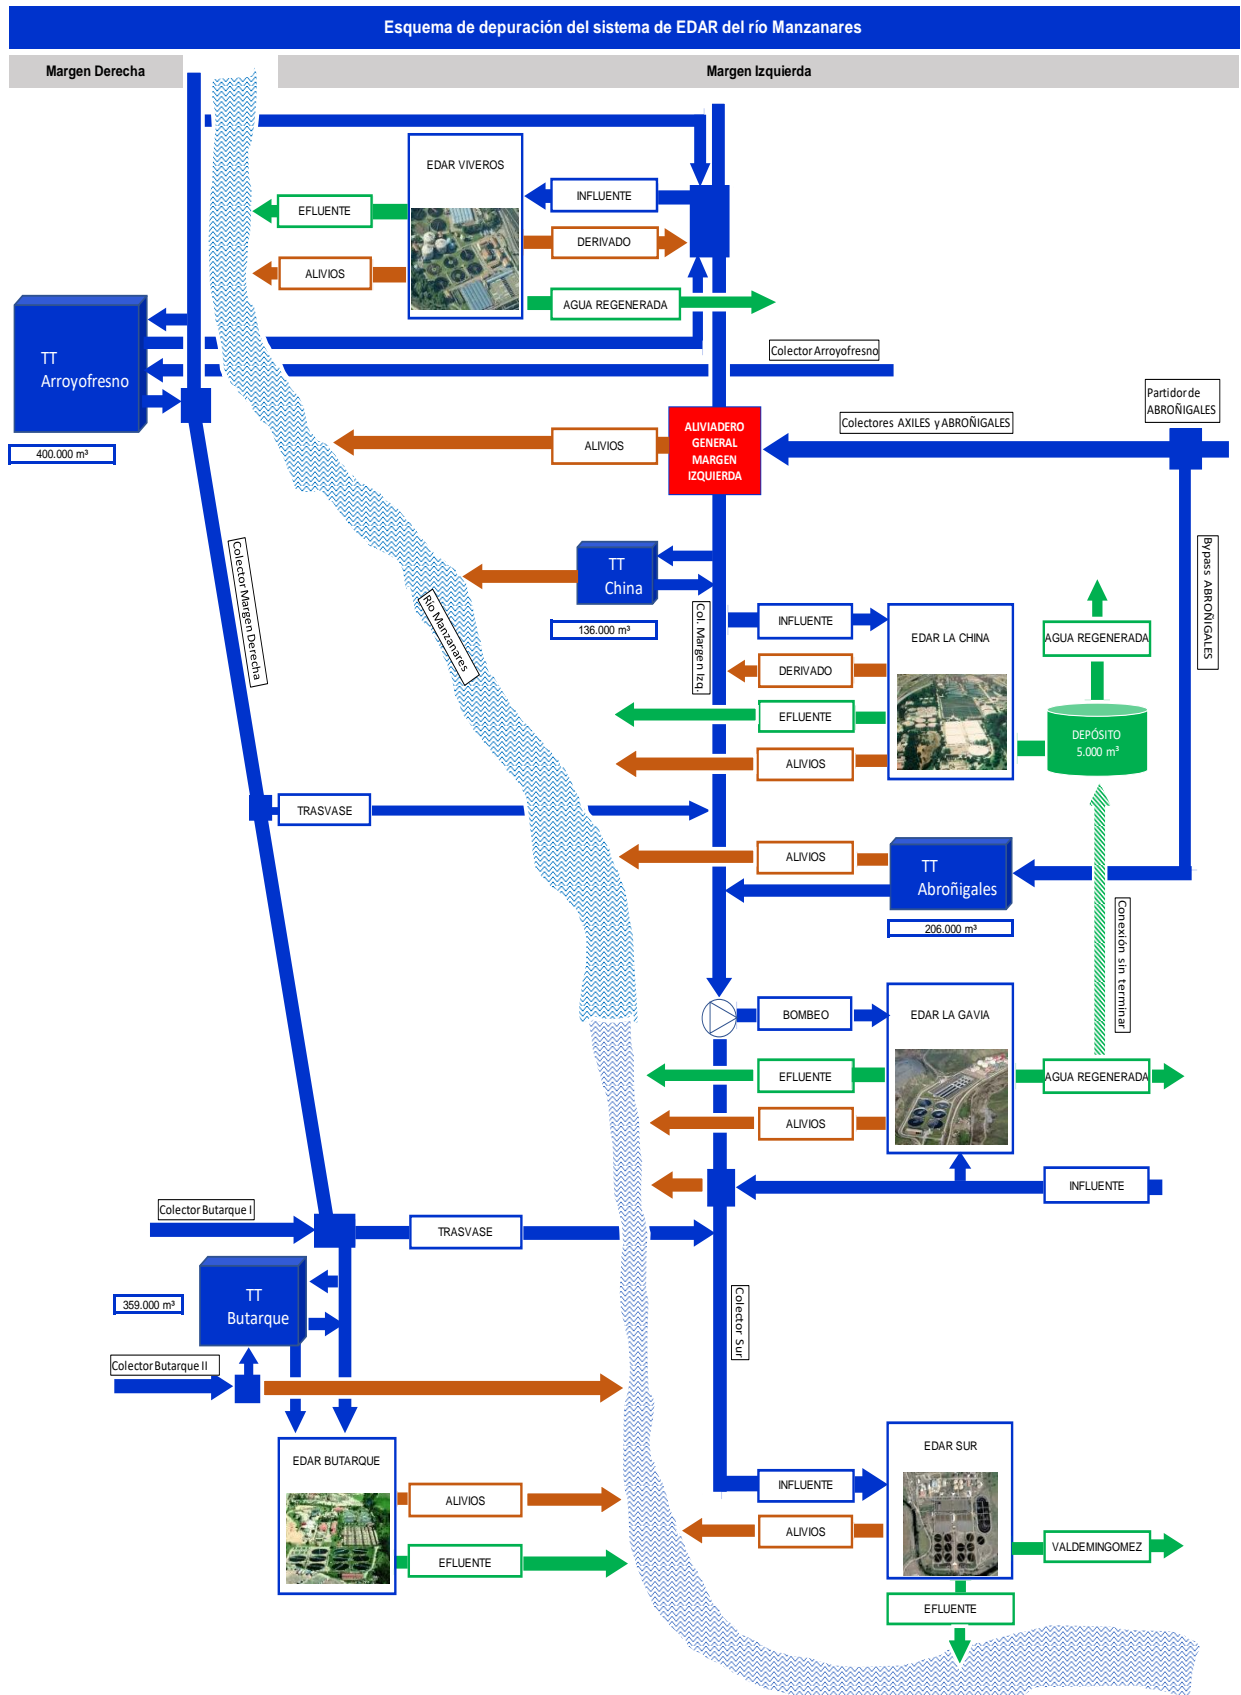 Esquema de depuración del sistema de EDAR del río Manzanares
Margen Derecha
Margen Izquierda
EDAR VIVEROS
INFLUENTE
EFLUENTE
DERIVADO
ALIVIOS
AGUA REGENERADA
TT
Arroyofresno
400.000 m³
Colector Arroyofresno
Partidor de
ABROÑIGALES
Colectores AXILES y ABROÑIGALES
ALIVIADERO
GENERAL
MARGEN
IZQUIERDA
ALIVIOS
Colector Margen Derecha
Río Manzanares
TT
China
136.000 m³
Col. Margen Izq.
Bypass ABROÑIGALES
INFLUENTE
EDAR LA CHINA
AGUA REGENERADA
DERIVADO
EFLUENTE
DEPÓSITO
5.000 m³
ALIVIOS
TRASVASE
ALIVIOS
TT
Abroñigales
206.000 m³
Conexión sin terminar
BOMBEO
EDAR LA GAVIA
EFLUENTE
AGUA REGENERADA
ALIVIOS
INFLUENTE
Colector Butarque I
TRASVASE
TT
Butarque
359.000 m³
Colector Sur
Colector Butarque II
EDAR BUTARQUE
ALIVIOS
EFLUENTE
EDAR SUR
INFLUENTE
ALIVIOS
VALDEMINGOMEZ
EFLUENTE